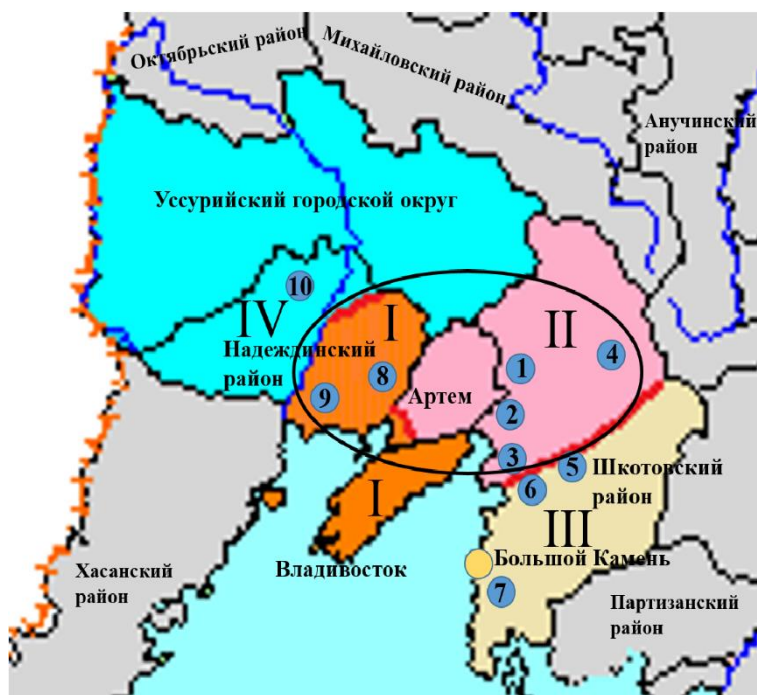 Октябрьский район
Михайловский район
Анучинский
район
Уссурийский городской округ
10
IV
I
II
Надеждинский
район
8
9
Артем
1
4
2
3
5
Шкотовский
район
6
I
III
Владивосток
Большой Камень
7
Хасанский
район
Партизанский
район